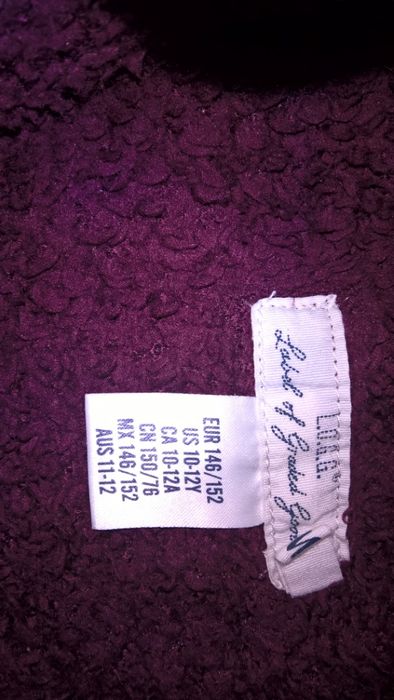 L.O.G.G.
Label of Graded Goods
EUR 146/152
US 10-12Y
CA 10-12A
CN 150/76
MX 146/152
AUS 11-12